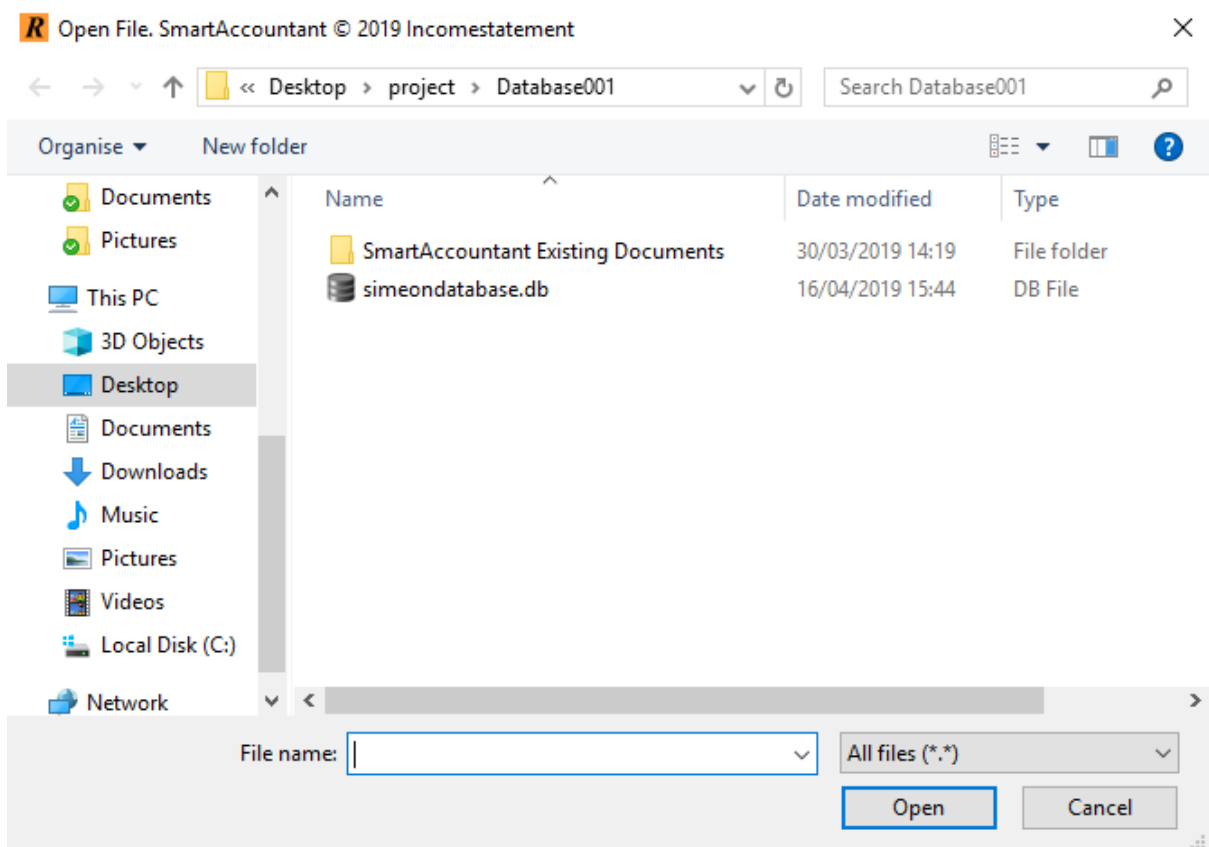 R Open File. SmartAccountant © 2019 Incomestatement
« Desktop > project > Database001
Search Database001
Organise
New folder
?
Documents
Pictures
This PC
3D Objects
Desktop
Documents
Downloads
Music
Pictures
Videos
Local Disk (C:)
Network
Name Date modified Type
SmartAccountant Existing Documents 30/03/2019 14:19 File folder
simeondatabase.db 16/04/2019 15:44 DB File
File name:
All files (*.*)
Open
Cancel